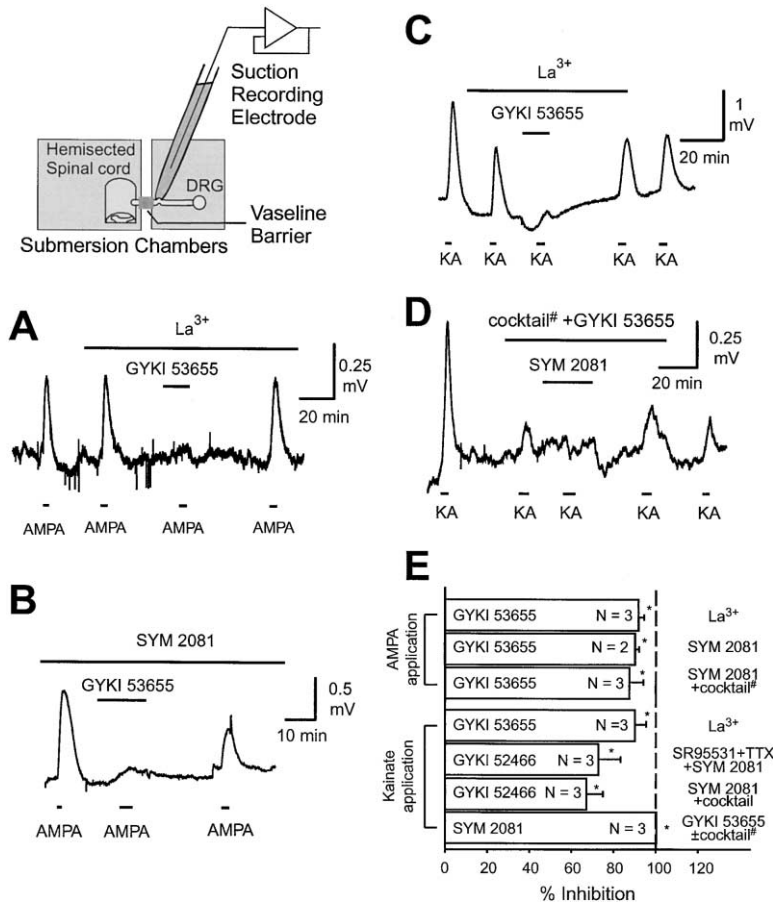 Suction
Recording
Electrode
Hemisected
Spinal cord
DRG
Vaseline
Barrier
Submersion Chambers
A
La3+
GYKI 53655
0.25
mV
20 min
AMPA AMPA AMPA AMPA
B
SYM 2081
GYKI 53655
0.5
mV
10 min
AMPA AMPA AMPA
C
La3+
GYKI 53655
1
mV
20 min
KA KA KA KA KA
D
cocktail# +GYKI 53655
SYM 2081
0.25
mV
20 min
KA KA KA KA KA
E
AMPA
application
GYKI 53655 N = 3 * La3+
GYKI 53655 N = 2 * SYM 2081
GYKI 53655 N = 3 * SYM 2081
+cocktail#
Kainate
application
GYKI 53655 N =3 * La3+
GYKI 52466 N = 3 * SR95531+TTX
+SYM 2081
GYKI 52466 N = 3 * SYM 2081
+cocktail
SYM 2081 N = 3 * GYKI 53655
±cocktail#
0 20 40 60 80 100 120
% Inhibition